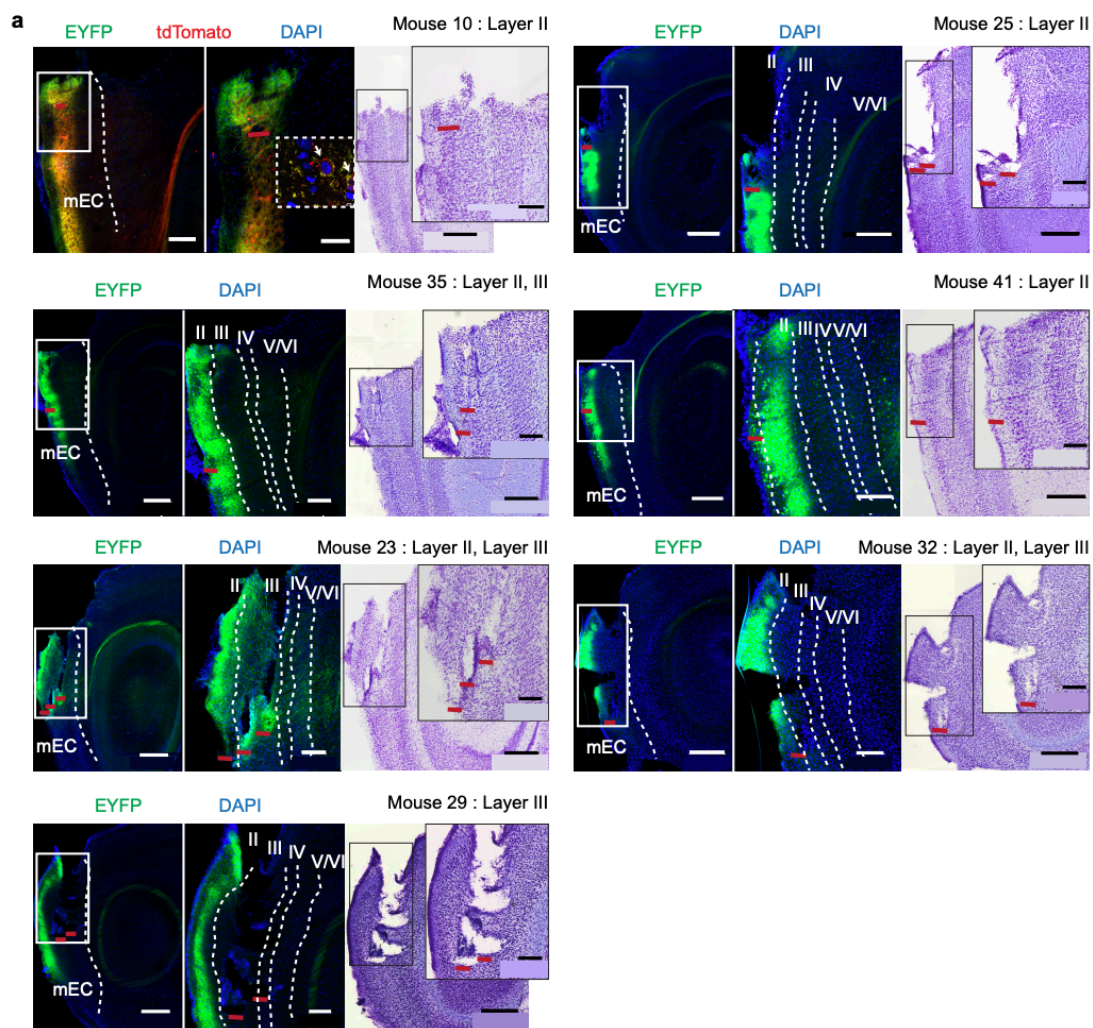 a
EYFP tdTomato DAPI Mouse 10 : Layer II
mEC
EYFP DAPI Mouse 25 : Layer II
II III IV V/VI
mEC
EYFP DAPI Mouse 35 : Layer II, III
II III IV V/VI
mEC
EYFP DAPI Mouse 41 : Layer II
II III IV V/VI
mEC
EYFP DAPI Mouse 23 : Layer II, Layer III
II III IV V/VI
mEC
EYFP DAPI Mouse 32 : Layer II, Layer III
II III IV V/VI
mEC
EYFP DAPI Mouse 29 : Layer III
II III IV V/VI
mEC